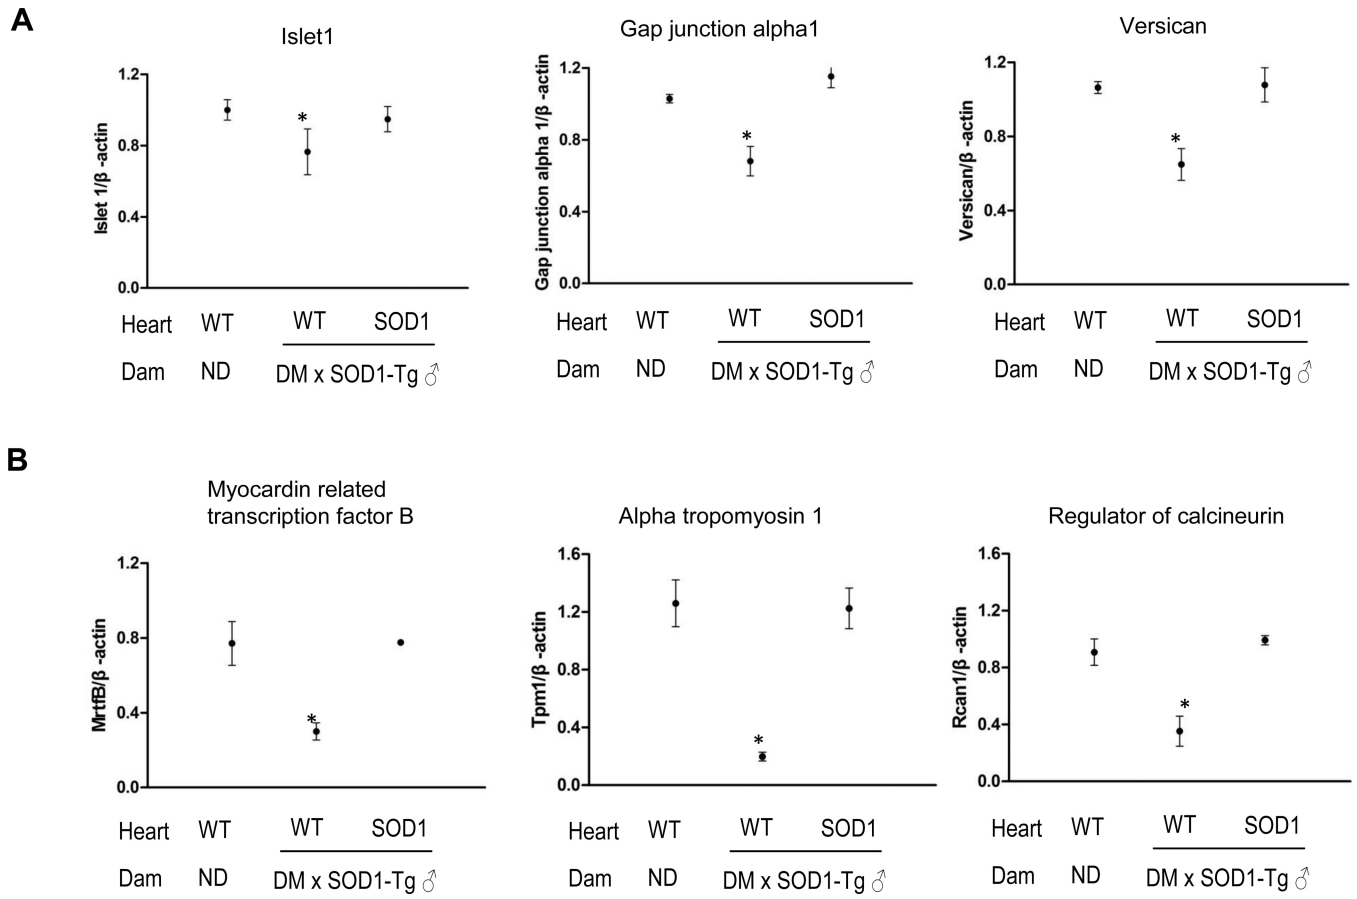 A
Islet1
Gap junction alpha1
Versican
Islet 1/β -actin
1.2
0.8
0.4
0.0
*
Gap junction alpha 1/β -actin
1.2
0.8
0.4
0.0
*
Versican/β -actin
1.2
0.8
0.4
0.0
*
Heart WT WT SOD1
Dam ND DM x SOD1-Tg ♂
Heart WT WT SOD1
Dam ND DM x SOD1-Tg ♂
Heart WT WT SOD1
Dam ND DM x SOD1-Tg ♂
B
Myocardin related
transcription factor B
Alpha tropomyosin 1
Regulator of calcineurin
MrtfB/β -actin
1.2
0.8
0.4
0.0
*
Tpm1/β -actin
1.6
1.2
0.8
0.4
0.0
*
Rcan1/β -actin
1.6
1.2
0.8
0.4
0.0
*
Heart WT WT SOD1
Dam ND DM x SOD1-Tg ♂
Heart WT WT SOD1
Dam ND DM x SOD1-Tg ♂
Heart WT WT SOD1
Dam ND DM x SOD1-Tg ♂